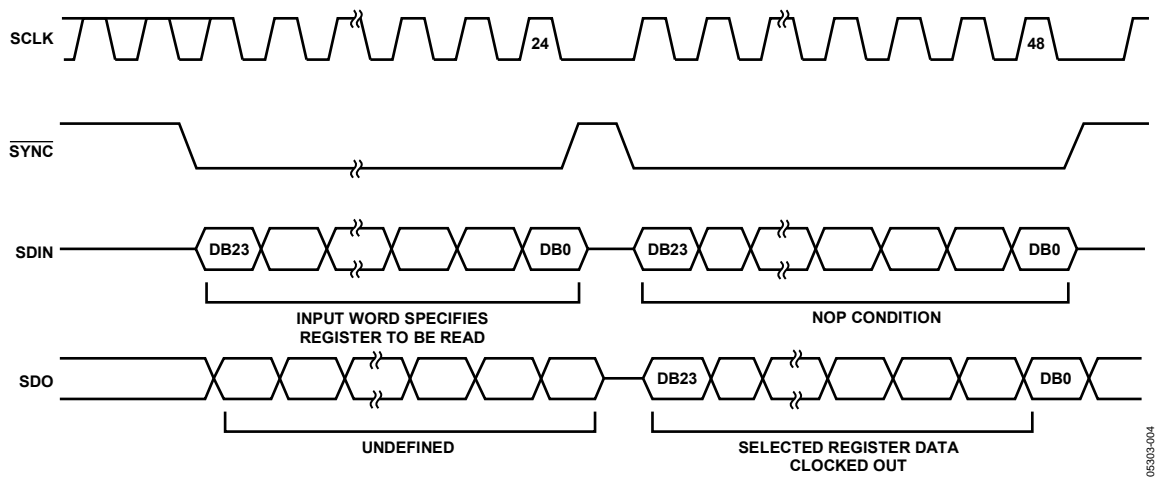 SCLK
24
48
SYNC
SDIN
DB23
DB0
DB23
DB0
INPUT WORD SPECIFIES
REGISTER TO BE READ
NOP CONDITION
SDO
DB23
DB0
UNDEFINED
SELECTED REGISTER DATA
CLOCKED OUT
05303-004